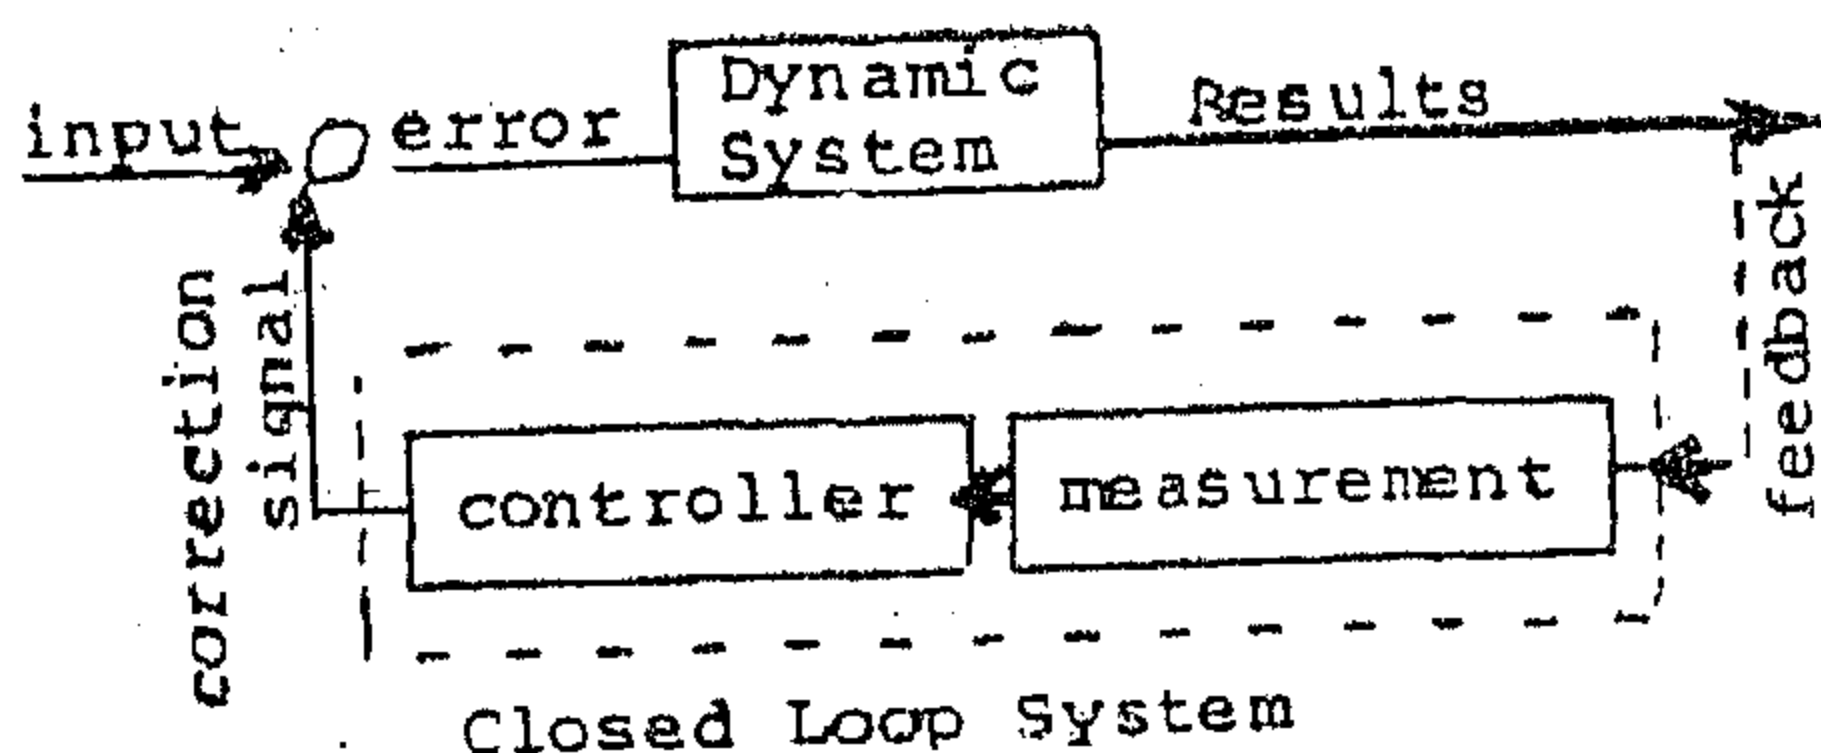 input
error
Dynamic
System
Results
feedback
correction
signal
controller
measurement
Closed Loop System